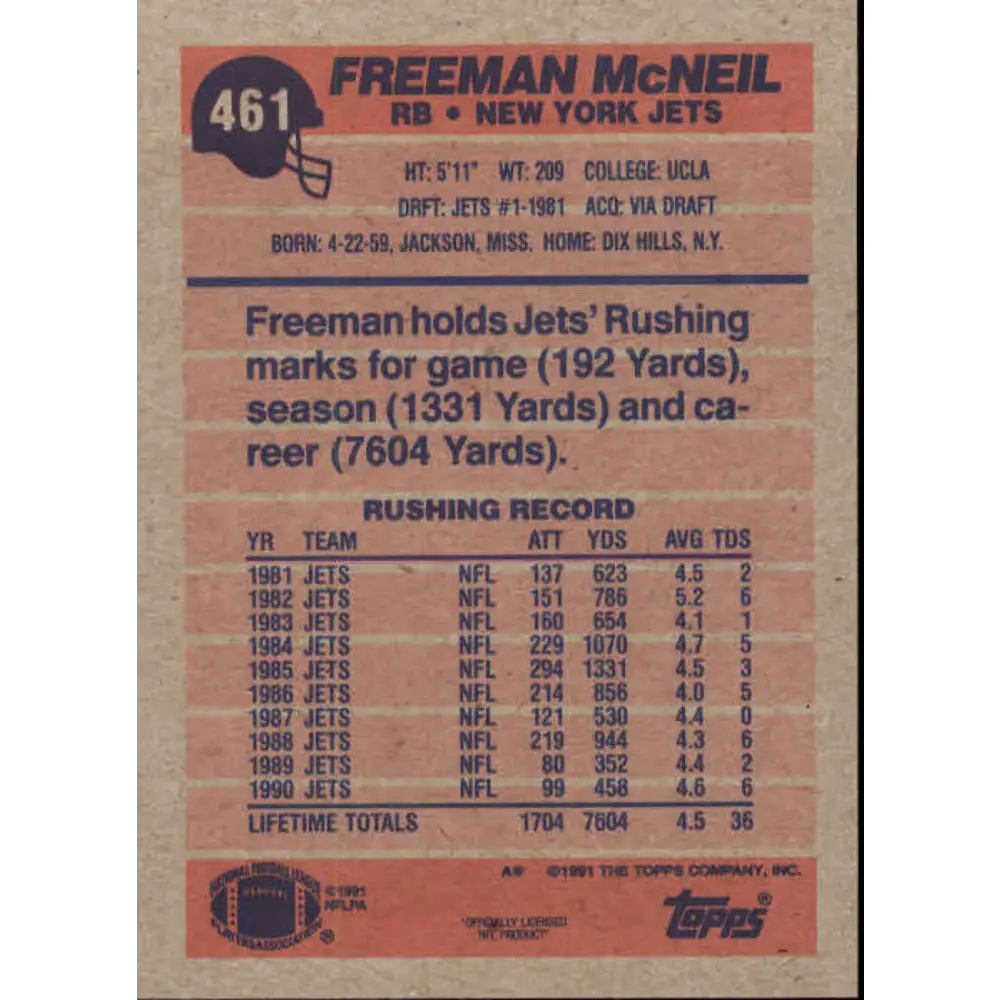 461
FREEMAN McNEIL
RB • NEW YORK JETS
HT: 5'11" WT: 209 COLLEGE: UCLA
DRFT: JETS #1-1981 ACQ: VIA DRAFT
BORN: 4-22-59, JACKSON, MISS. HOME: DIX HILLS, N.Y.
Freeman holds Jets' Rushing
marks for game (192 Yards),
season (1331 Yards) and ca-
reer (7604 Yards).
RUSHING RECORD
YR TEAM ATT YDS AVG TDS
1981 JETS NFL 137 623 4.5 2
1982 JETS NFL 151 786 5.2 6
1983 JETS NFL 160 654 4.1 1
1984 JETS NFL 229 1070 4.7 5
1985 JETS NFL 294 1331 4.5 3
1986 JETS NFL 214 856 4.0 5
1987 JETS NFL 121 530 4.4 0
1988 JETS NFL 219 944 4.3 6
1989 JETS NFL 80 352 4.4 2
1990 JETS NFL 99 458 4.6 6
LIFETIME TOTALS 1704 7604 4.5 36
A* ©1991 THE TOPPS COMPANY, INC.
NATIONAL FOOTBALL LEAGUE
PLAYERS ASSOCIATION ®
©1991
NFLPA
*OFFICIALLY LICENSED
NFL PRODUCT*
Topps®